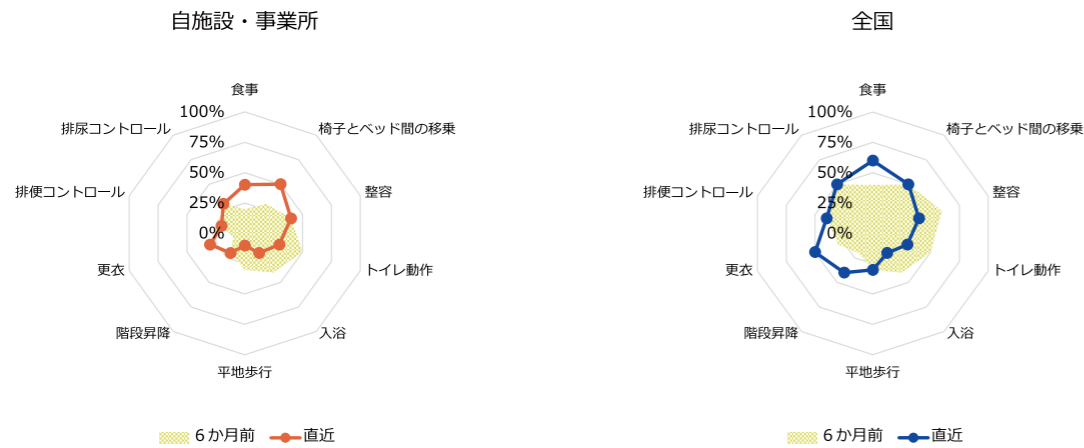 自施設・事業所
食事
100%
排尿コントロール
椅子とベッド間の移乗
75%
50%
排便コントロール
整容
25%
0%
更衣
トイレ動作
階段昇降
入浴
平地歩行
６か月前
直近
全国
食事
100%
排尿コントロール
椅子とベッド間の移乗
75%
50%
排便コントロール
整容
25%
0%
更衣
トイレ動作
階段昇降
入浴
平地歩行
６か月前
直近